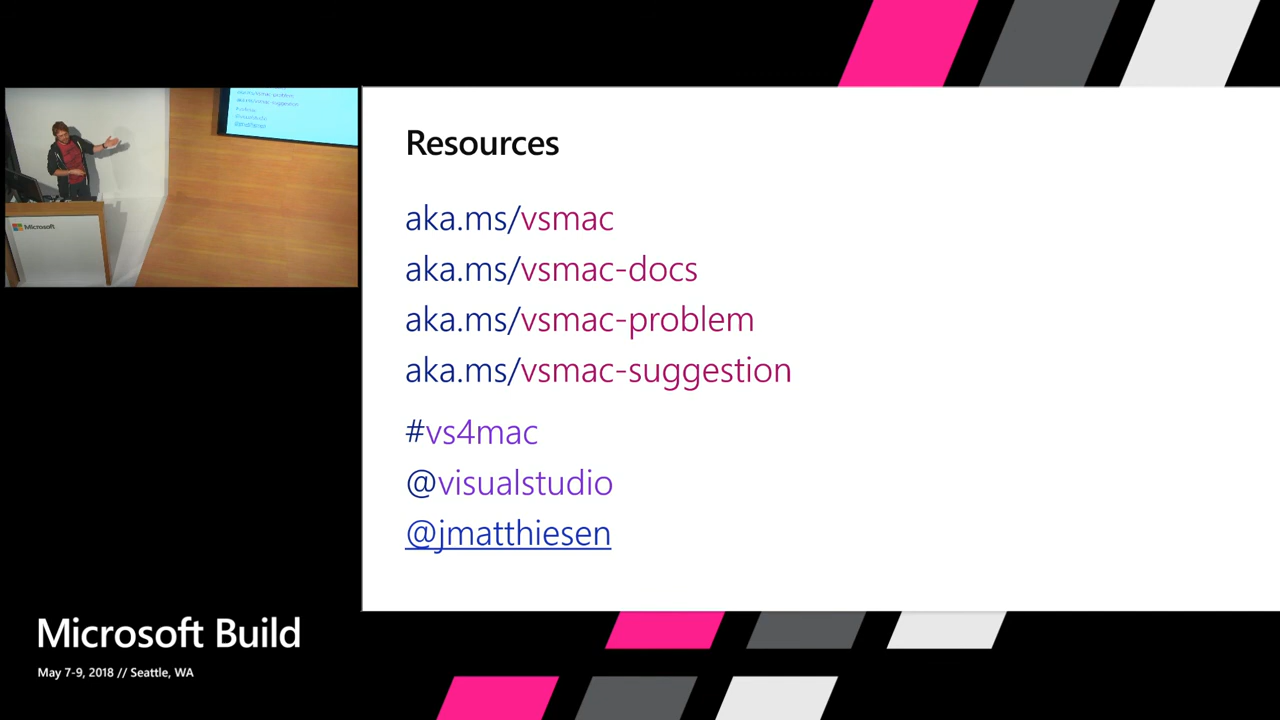 Resources
aka.ms/vsmac
aka.ms/vsmac-docs
aka.ms/vsmac-problem
aka.ms/vsmac-suggestion
#vs4mac
@visualstudio
@jmatthiesen
Microsoft
Microsoft Build
May 7-9, 2018 // Seattle, WA